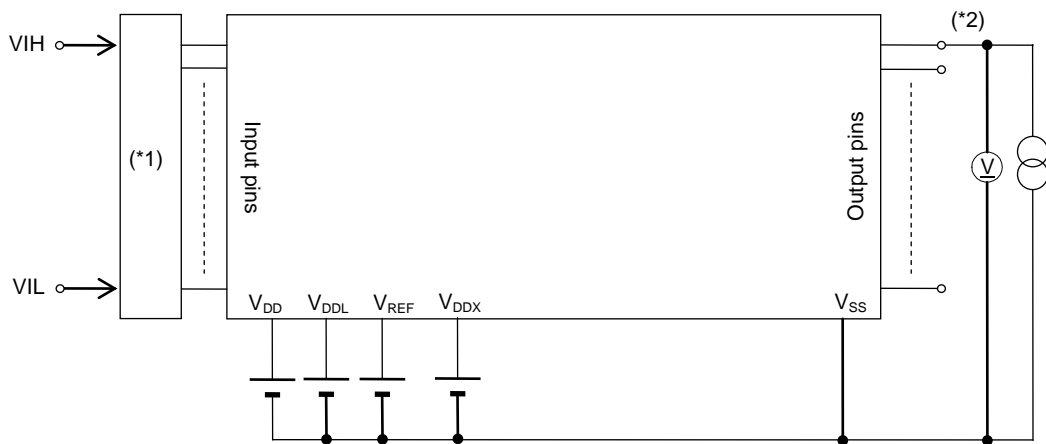 (*2)
VIH
(*1)
Input pins
Output pins
V
VIL
VDD
VDDL
VREF
VDDX
VSS